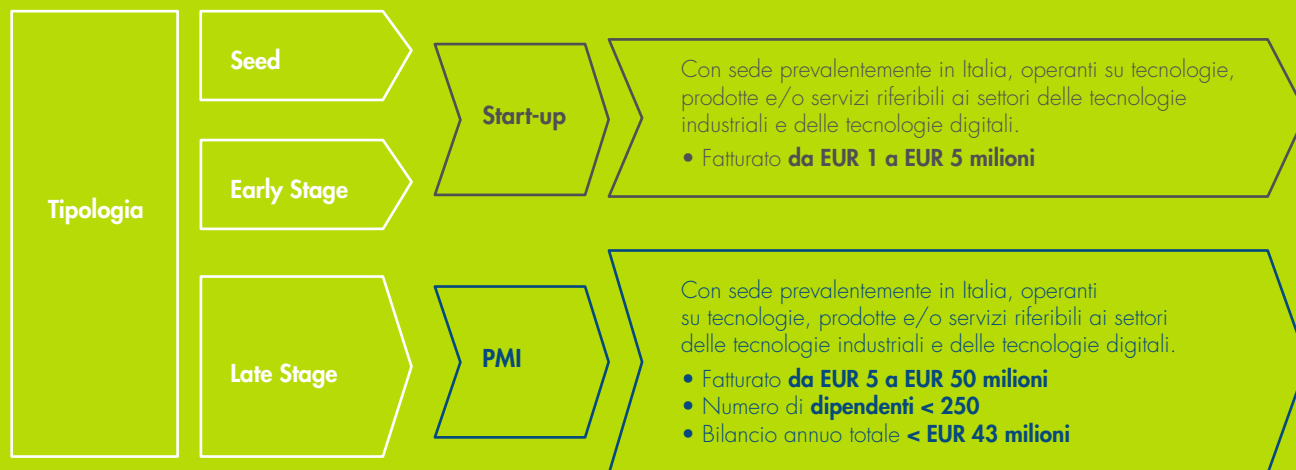 Tipologia
Seed
Early Stage
Late Stage
Start-up
Con sede prevalentemente in Italia, operanti su tecnologie,
prodotte e/o servizi riferibili ai settori delle tecnologie
industriali e delle tecnologie digitali.
• Fatturato da EUR 1 a EUR 5 milioni
PMI
Con sede prevalentemente in Italia, operanti
su tecnologie, prodotte e/o servizi riferibili ai settori
delle tecnologie industriali e delle tecnologie digitali.
• Fatturato da EUR 5 a EUR 50 milioni
• Numero di dipendenti < 250
• Bilancio annuo totale < EUR 43 milioni